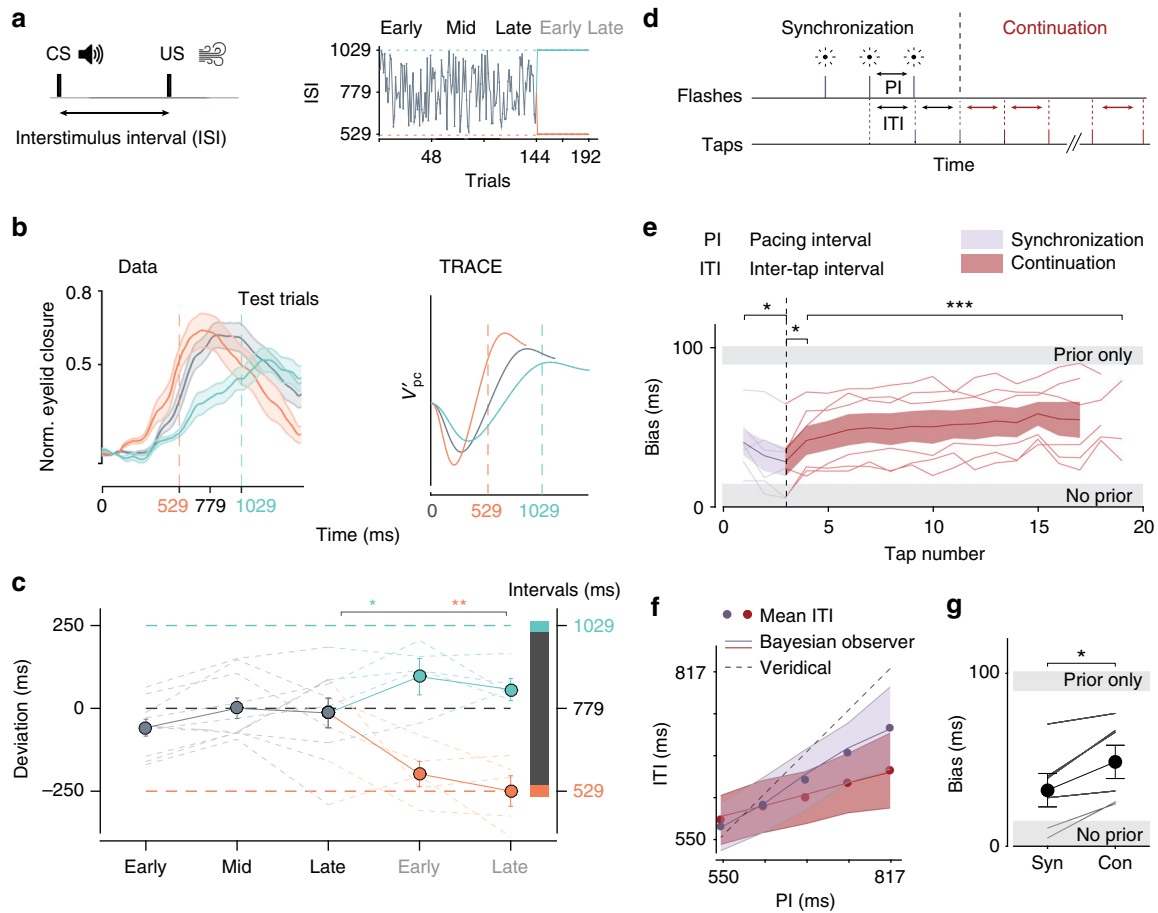 a
CS
US
Interstimulus interval (ISI)
Early Mid Late Early Late
ISI
1029
779
529
48 144 192
Trials
b
Data
TRACE
Test trials
Norm. eyelid closure
0.8
0.5
0 529 779 1029
V′pc
0 529 1029
Time (ms)
c
Intervals (ms)
Deviation (ms)
250
0
−250
* **
1029
779
529
Early Mid Late Early Late
d
Synchronization Continuation
Flashes
PI
ITI
Taps
//
Time
e
PI Pacing interval
ITI Inter-tap interval
Synchronization
Continuation
* * ***
Bias (ms)
100
0
Prior only
No prior
0 5 10 15 20
Tap number
f
Mean ITI
Bayesian observer
Veridical
ITI (ms)
817
550
550 817
PI (ms)
g
*
Bias (ms)
100
0
Prior only
No prior
Syn Con